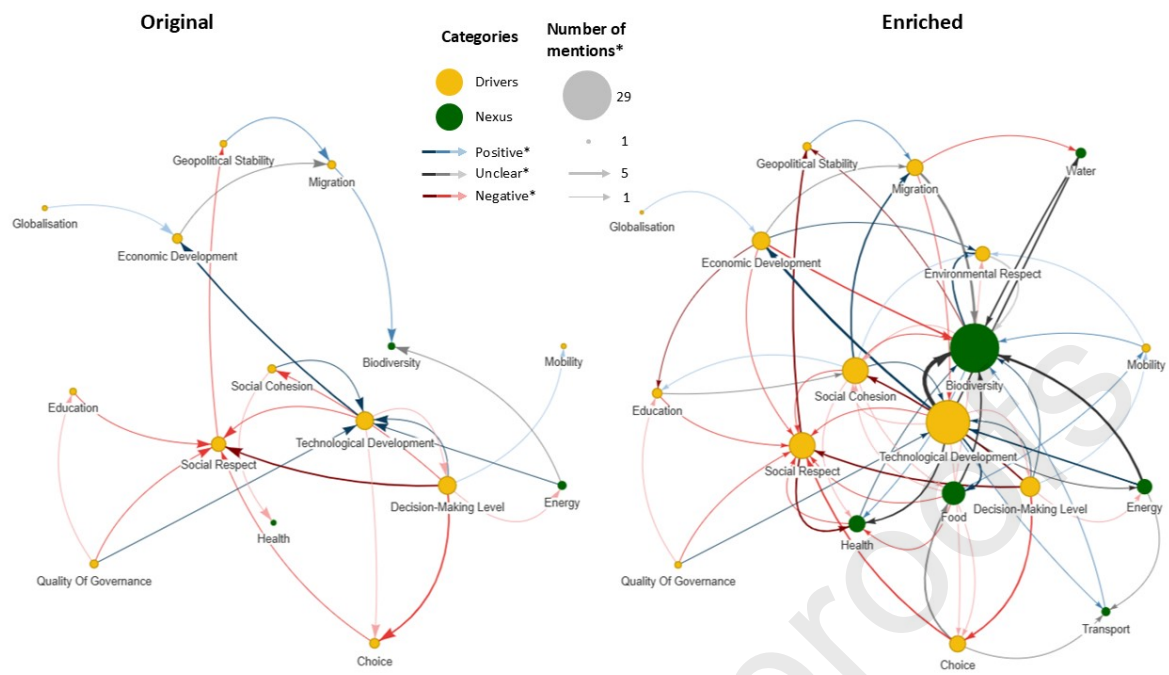 Original
Enriched
Categories
Number of
mentions*
Drivers
Nexus
Positive*
Unclear*
Negative*
29
1
5
1
Geopolitical Stability
Migration
Globalisation
Economic Development
Biodiversity
Mobility
Social Cohesion
Education
Technological Development
Social Respect
Decision-Making Level
Energy
Health
Quality Of Governance
Choice
Geopolitical Stability
Water
Migration
Globalisation
Economic Development
Environmental Respect
Mobility
Biodiversity
Social Cohesion
Education
Technological Development
Social Respect
Food
Decision-Making Level
Energy
Health
Quality Of Governance
Transport
Choice
proofs